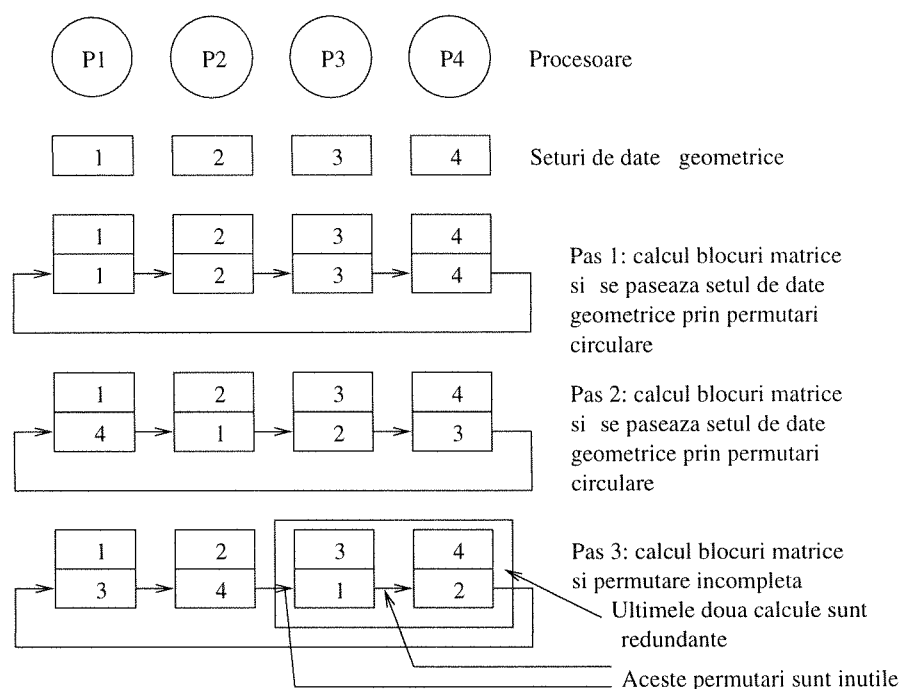 P1 P2 P3 P4 Procesoare
1 2 3 4 Seturi de date geometrice
1 2 3 4
1 2 3 4
Pas 1: calcul blocuri matrice
si se paseaza setul de date
geometrice prin permutari
circulare
1 2 3 4
4 1 2 3
Pas 2: calcul blocuri matrice
si se paseaza setul de date
geometrice prin permutari
circulare
1 2 3 4
3 4 1 2
Pas 3: calcul blocuri matrice
si permutare incompleta
Ultimele doua calcule sunt
redundante
Aceste permutari sunt inutile